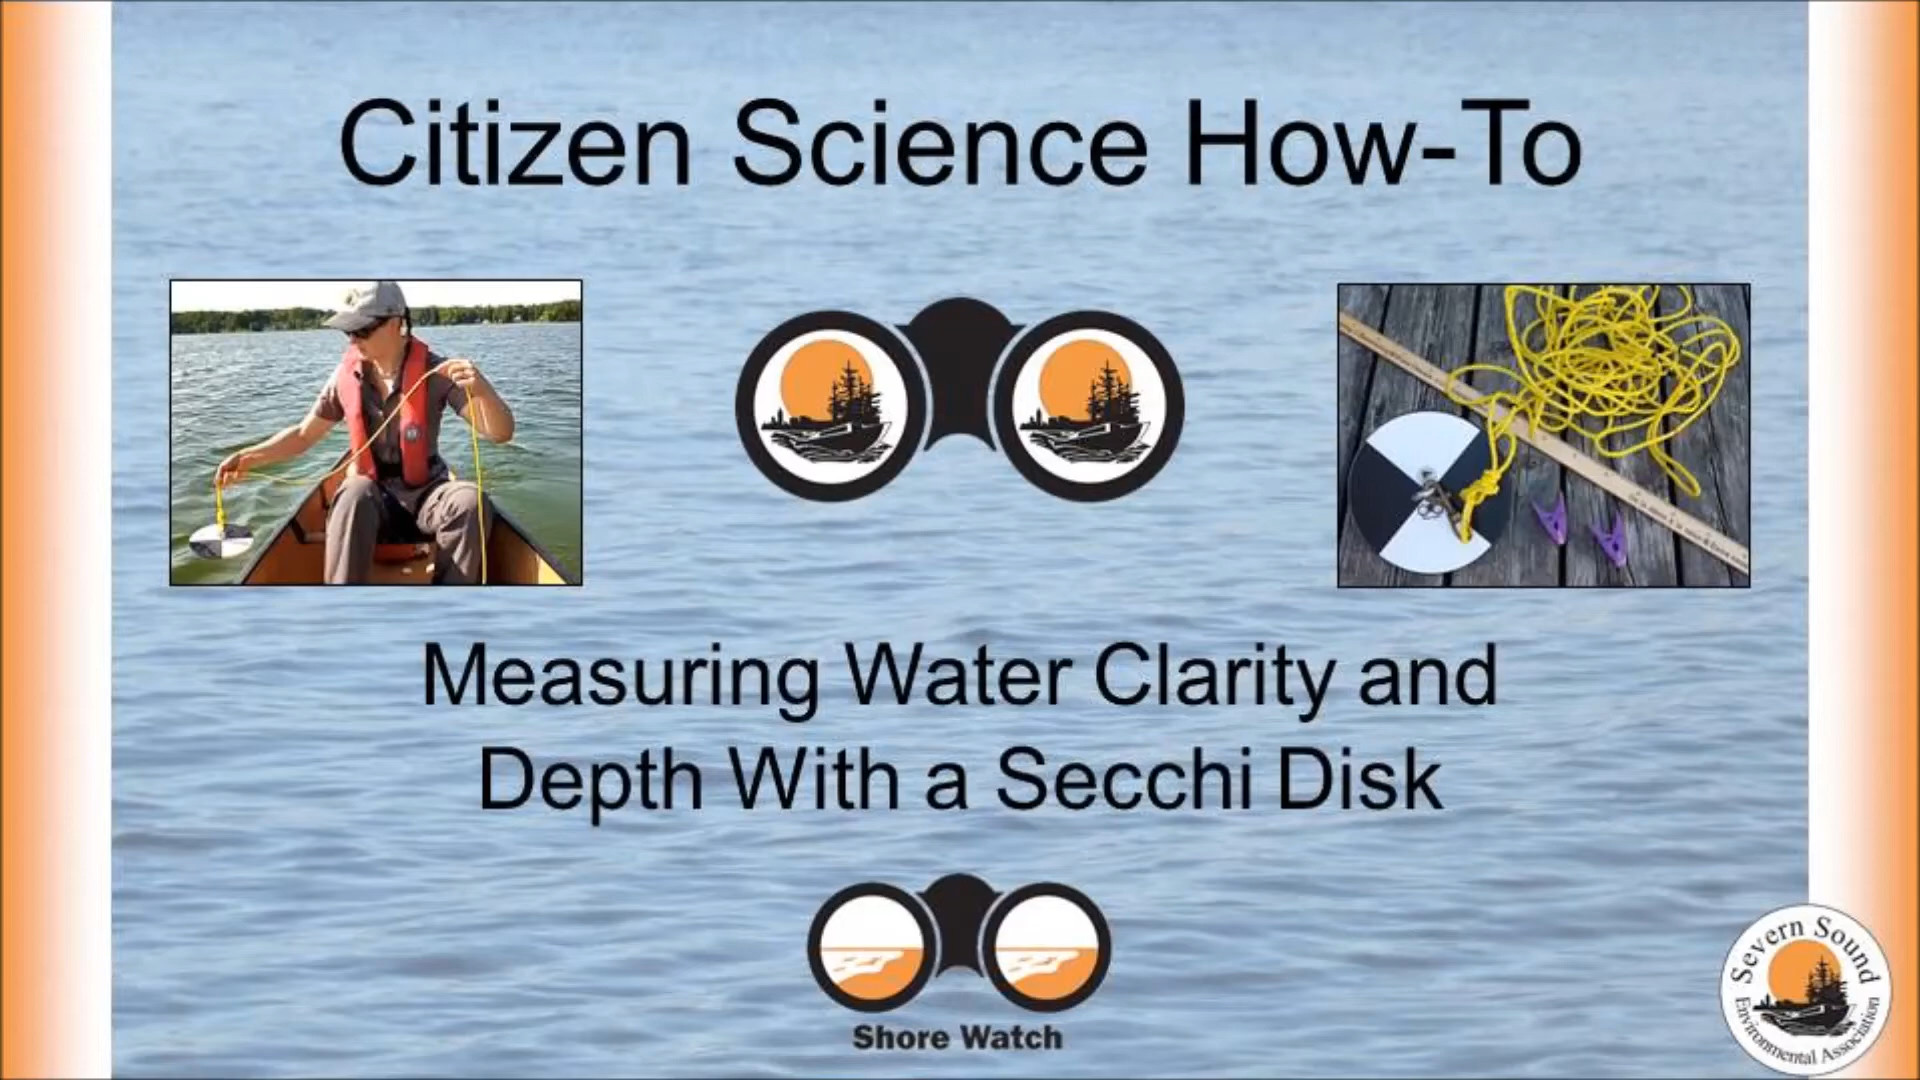 Citizen Science How-To
Measuring Water Clarity and
Depth With a Secchi Disk
Shore Watch
Severn Sound
Environmental Association